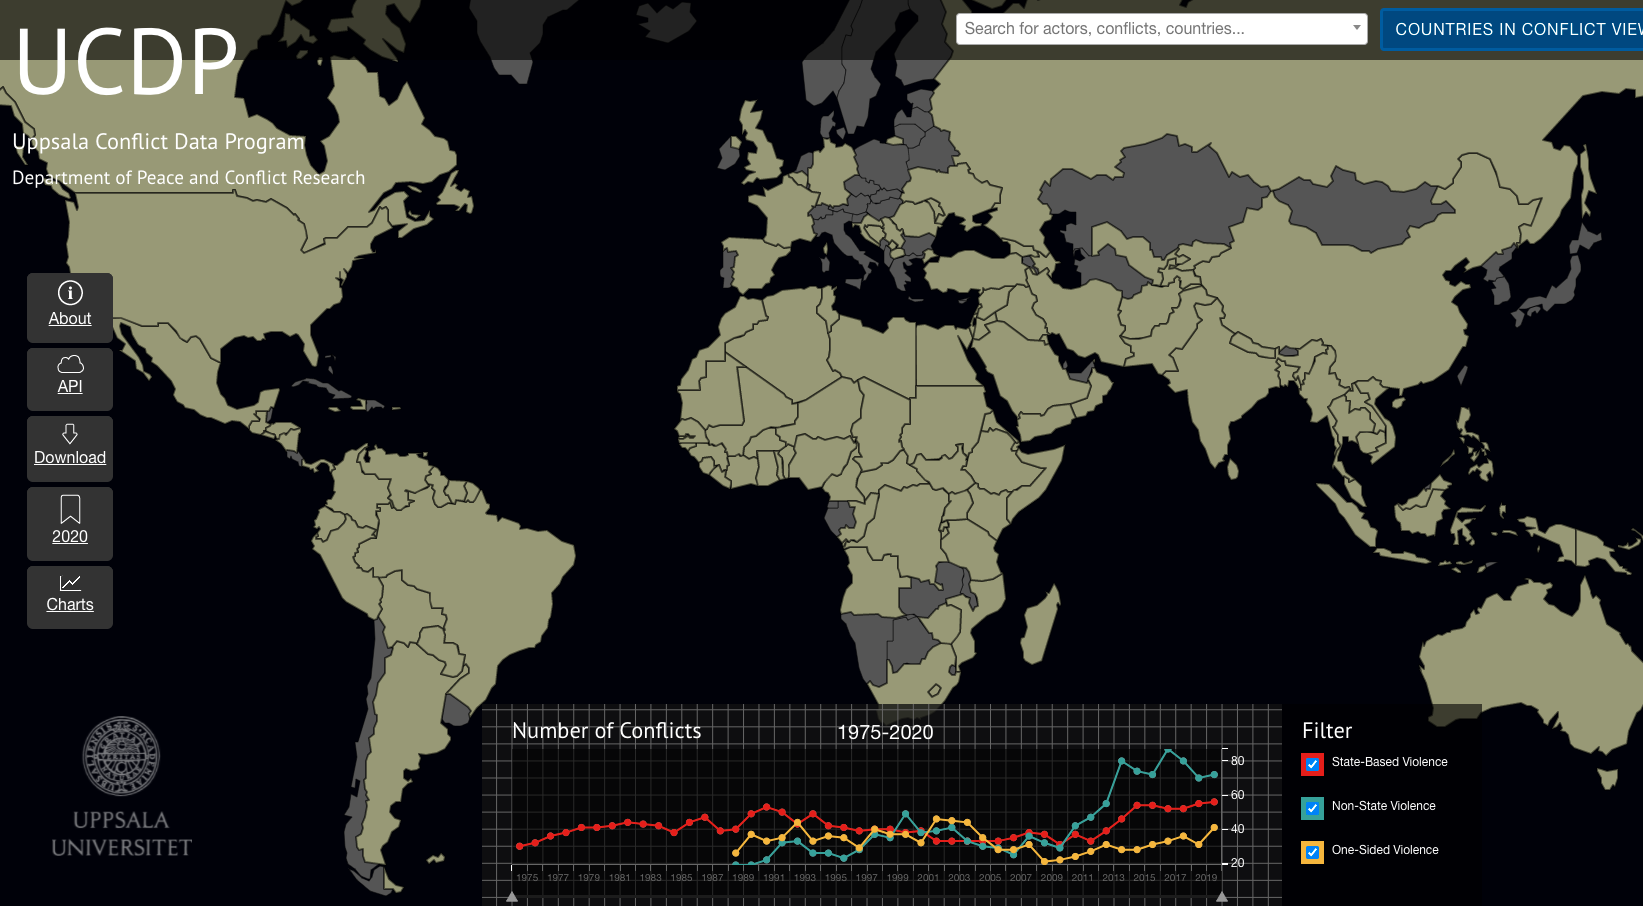 UCDP
Search for actors, conflicts, countries...
COUNTRIES IN CONFLICT VIEW
Uppsala Conflict Data Program
Department of Peace and Conflict Research
About
API
Download
2020
Charts
UPPSALA
UNIVERSITET
Number of Conflicts
1975-2020
80
60
40
20
1975 1977 1979 1981 1983 1985 1987 1989 1991 1993 1995 1997 1999 2001 2003 2005 2007 2009 2011 2013 2015 2017 2019
Filter
State-Based Violence
Non-State Violence
One-Sided Violence